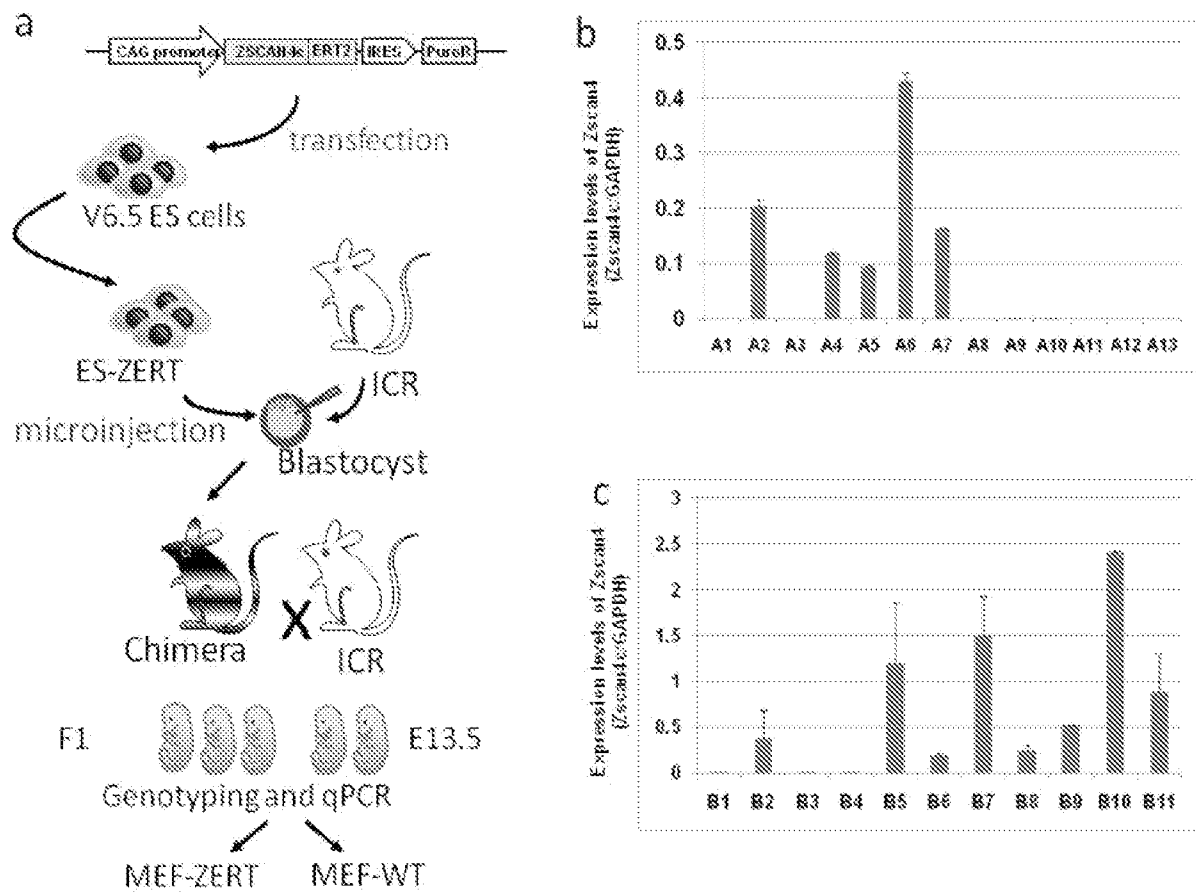 a
CAG promoter ZSCAN4c ERT2 IRES PuroR
transfection
V6.5 ES cells
ES-ZERT
ICR
microinjection
Blastocyst
Chimera
X
ICR
F1
E13.5
Genotyping and qPCR
MEF-ZERT
MEF-WT
b
Expression levels of Zscan4
(Zscan4c/GAPDH)
0.5
0.4
0.3
0.2
0.1
0
A1 A2 A3 A4 A5 A6 A7 A8 A9 A10 A11 A12 A13
c
Expression levels of Zscan4
(Zscan4c/GAPDH)
3
2.5
2
1.5
1
0.5
0
B1 B2 B3 B4 B5 B6 B7 B8 B9 B10 B11